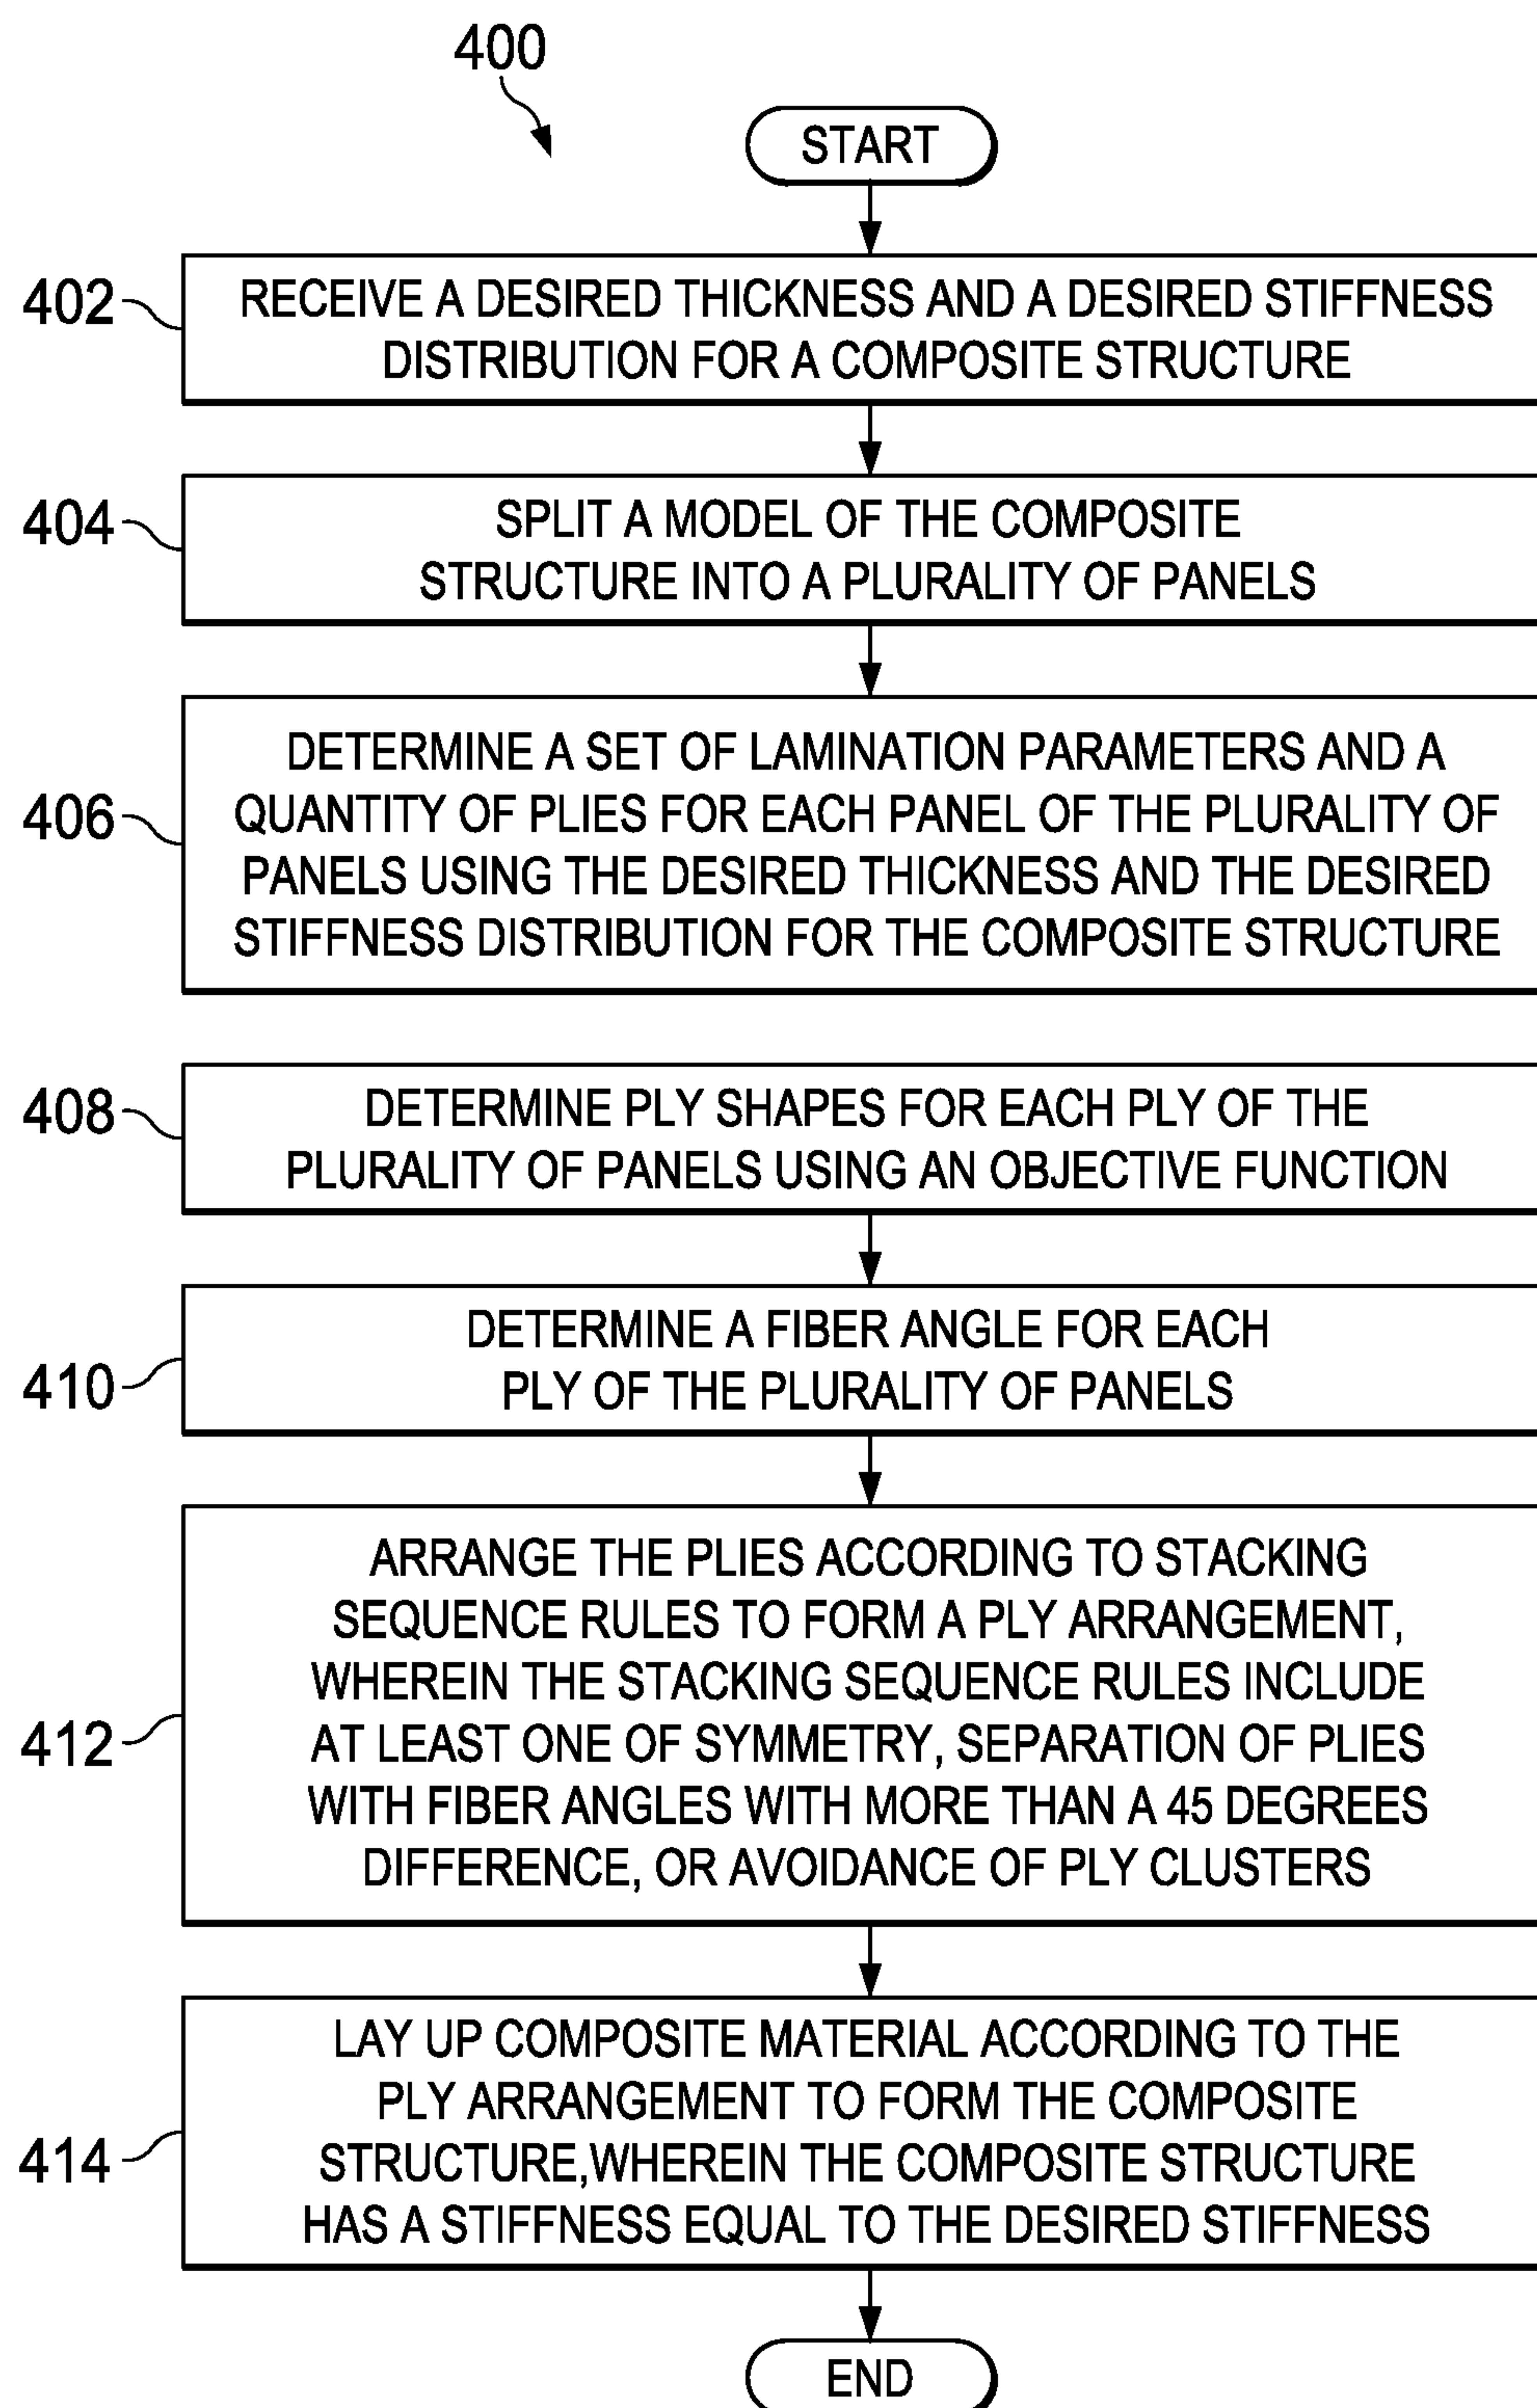 400
START
402
RECEIVE A DESIRED THICKNESS AND A DESIRED STIFFNESS
DISTRIBUTION FOR A COMPOSITE STRUCTURE
404
SPLIT A MODEL OF THE COMPOSITE
STRUCTURE INTO A PLURALITY OF PANELS
406
DETERMINE A SET OF LAMINATION PARAMETERS AND A
QUANTITY OF PLIES FOR EACH PANEL OF THE PLURALITY OF
PANELS USING THE DESIRED THICKNESS AND THE DESIRED
STIFFNESS DISTRIBUTION FOR THE COMPOSITE STRUCTURE
408
DETERMINE PLY SHAPES FOR EACH PLY OF THE
PLURALITY OF PANELS USING AN OBJECTIVE FUNCTION
410
DETERMINE A FIBER ANGLE FOR EACH
PLY OF THE PLURALITY OF PANELS
412
ARRANGE THE PLIES ACCORDING TO STACKING
SEQUENCE RULES TO FORM A PLY ARRANGEMENT,
WHEREIN THE STACKING SEQUENCE RULES INCLUDE
AT LEAST ONE OF SYMMETRY, SEPARATION OF PLIES
WITH FIBER ANGLES WITH MORE THAN A 45 DEGREES
DIFFERENCE, OR AVOIDANCE OF PLY CLUSTERS
414
LAY UP COMPOSITE MATERIAL ACCORDING TO THE
PLY ARRANGEMENT TO FORM THE COMPOSITE
STRUCTURE,WHEREIN THE COMPOSITE STRUCTURE
HAS A STIFFNESS EQUAL TO THE DESIRED STIFFNESS
END